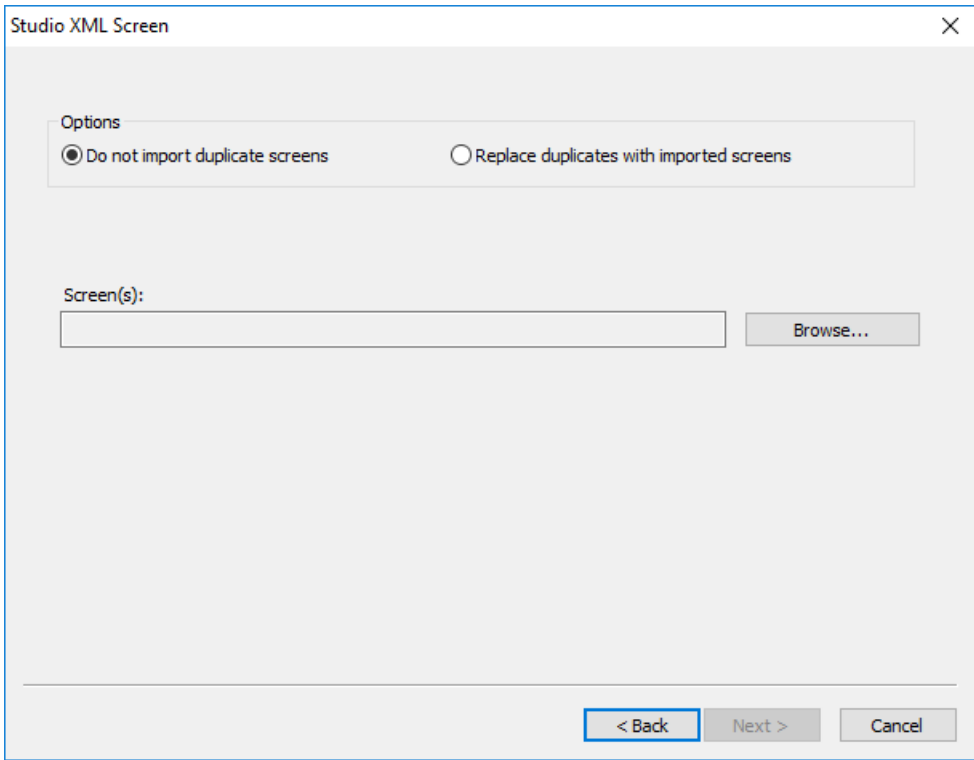 Studio XML Screen
Options
Do not import duplicate screens
Replace duplicates with imported screens
Screen(s):
Browse...
< Back
Next >
Cancel